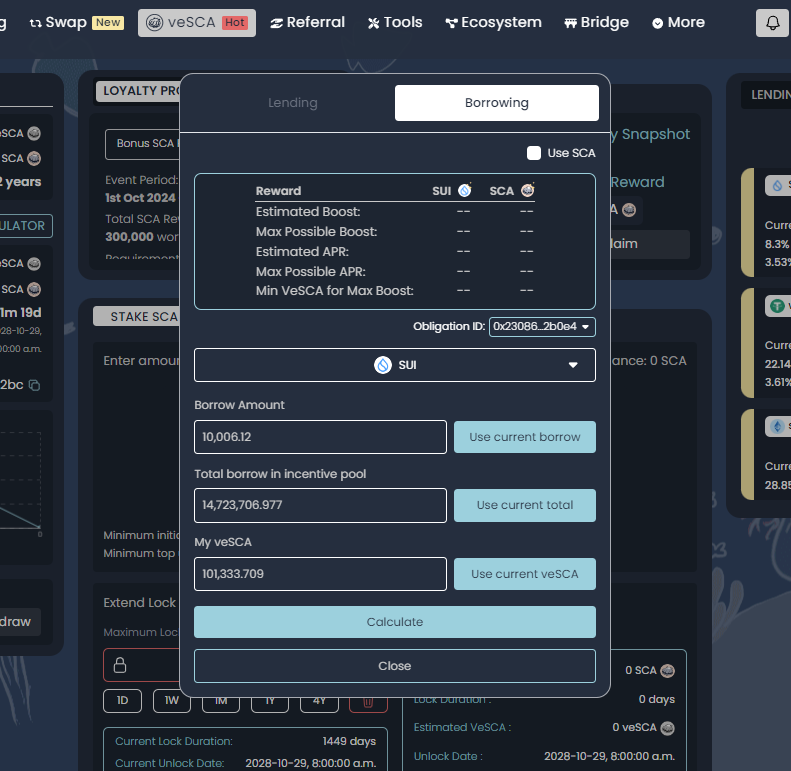 g Swap New veSCA Hot Referral Tools Ecosystem Bridge More
LOYALTY PRO
Bonus SCA
Event Period:
1st Oct 2024
Total SCA Rew
300,000 wor
Requirement
eSCA
SCA
2 years
ULATOR
eSCA
SCA
1m 19d
028-10-29,
00:00 a.m.
2bc
0
draw
STAKE SCA
Enter amoun
Minimum initia
Minimum top u
Extend Lock
Maximum Loc
1D 1W 1M 1Y 4Y
Current Lock Duration: 1449 days
Current Unlock Date: 2028-10-29, 8:00:00 a.m.
Lending Borrowing
Use SCA
Reward SUI SCA
Estimated Boost: -- --
Max Possible Boost: -- --
Estimated APR: -- --
Max Possible APR: -- --
Min VeSCA for Max Boost: -- --
Obligation ID: 0x23086...2b0e4
SUI
Borrow Amount
10,006.12 Use current borrow
Total borrow in incentive pool
14,723,706.977 Use current total
My veSCA
101,333.709 Use current veSCA
Calculate
Close
y Snapshot
Reward
A
laim
ance: 0 SCA
0 SCA
Lock Duration : 0 days
Estimated VeSCA : 0 veSCA
Unlock Date : 2028-10-29, 8:00:00 a.m.
LENDIN
S
Curre
8.3%
3.53%
Curre
22.14
3.61%
S
Curre
28.85